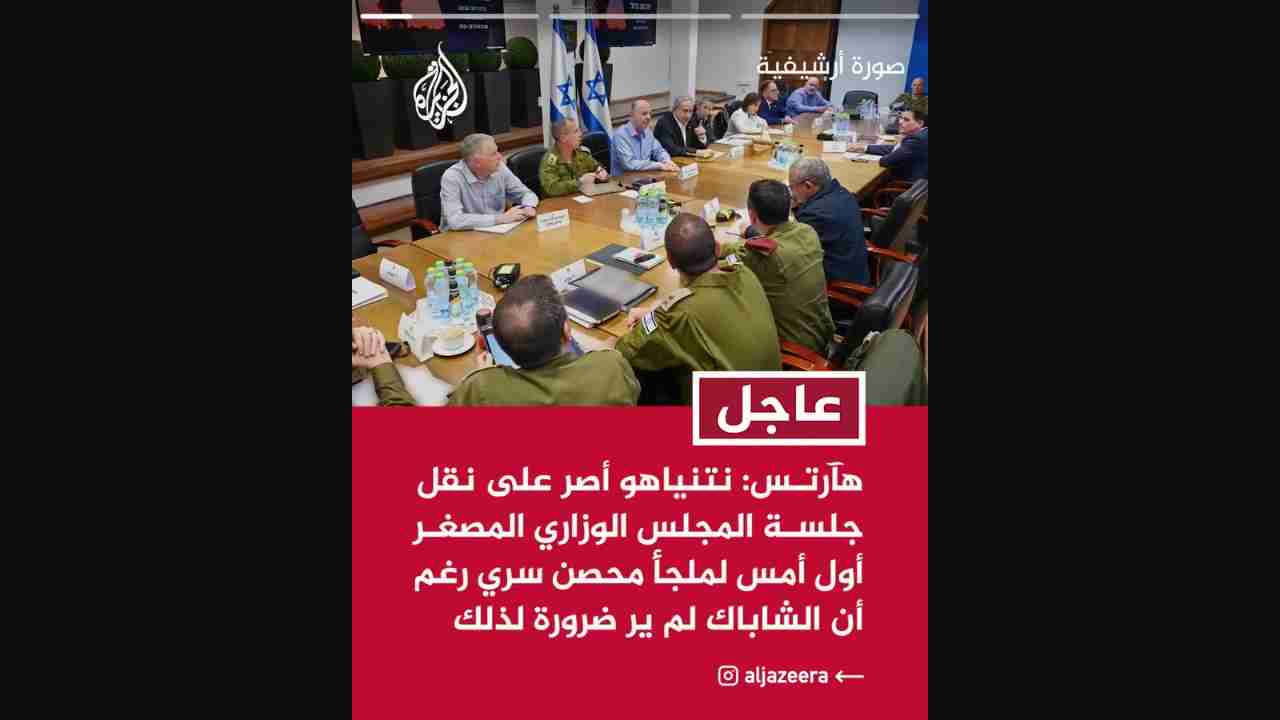 صورة أرشيفية
الجزيرة
عاجل
هآرتس: نتنياهو أصر على نقل
جلسة المجلس الوزاري المصغر
أول أمس لملجأ محصن سري رغم
أن الشاباك لم ير ضرورة لذلك
aljazeera